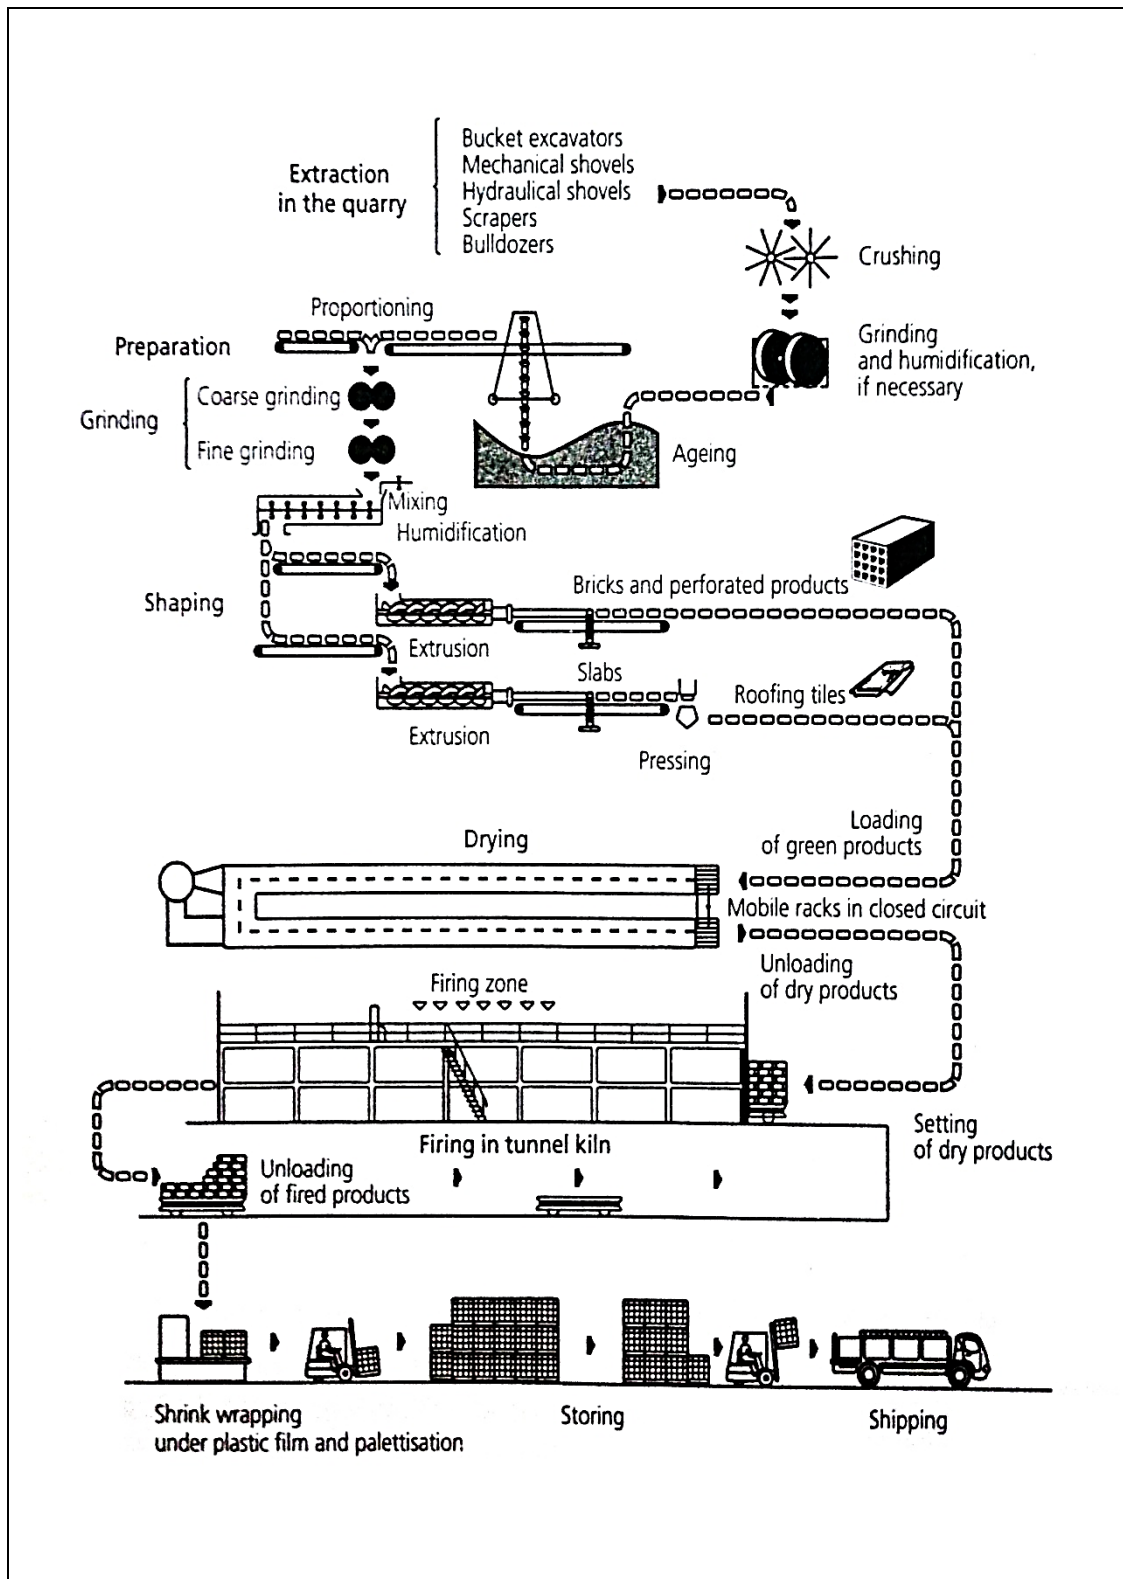 Extraction
in the quarry
Bucket excavators
Mechanical shovels
Hydraulical shovels
Scrapers
Bulldozers
Crushing
Proportioning
Preparation
Grinding
and humidification,
if necessary
Grinding
Coarse grinding
Fine grinding
Ageing
Mixing
Humidification
Shaping
Bricks and perforated products
Extrusion
Slabs
Roofing tiles
Extrusion
Pressing
Loading
of green products
Drying
Mobile racks in closed circuit
Unloading
of dry products
Firing zone
Setting
of dry products
Firing in tunnel kiln
Unloading
of fired products
Shrink wrapping
under plastic film and palettisation
Storing
Shipping